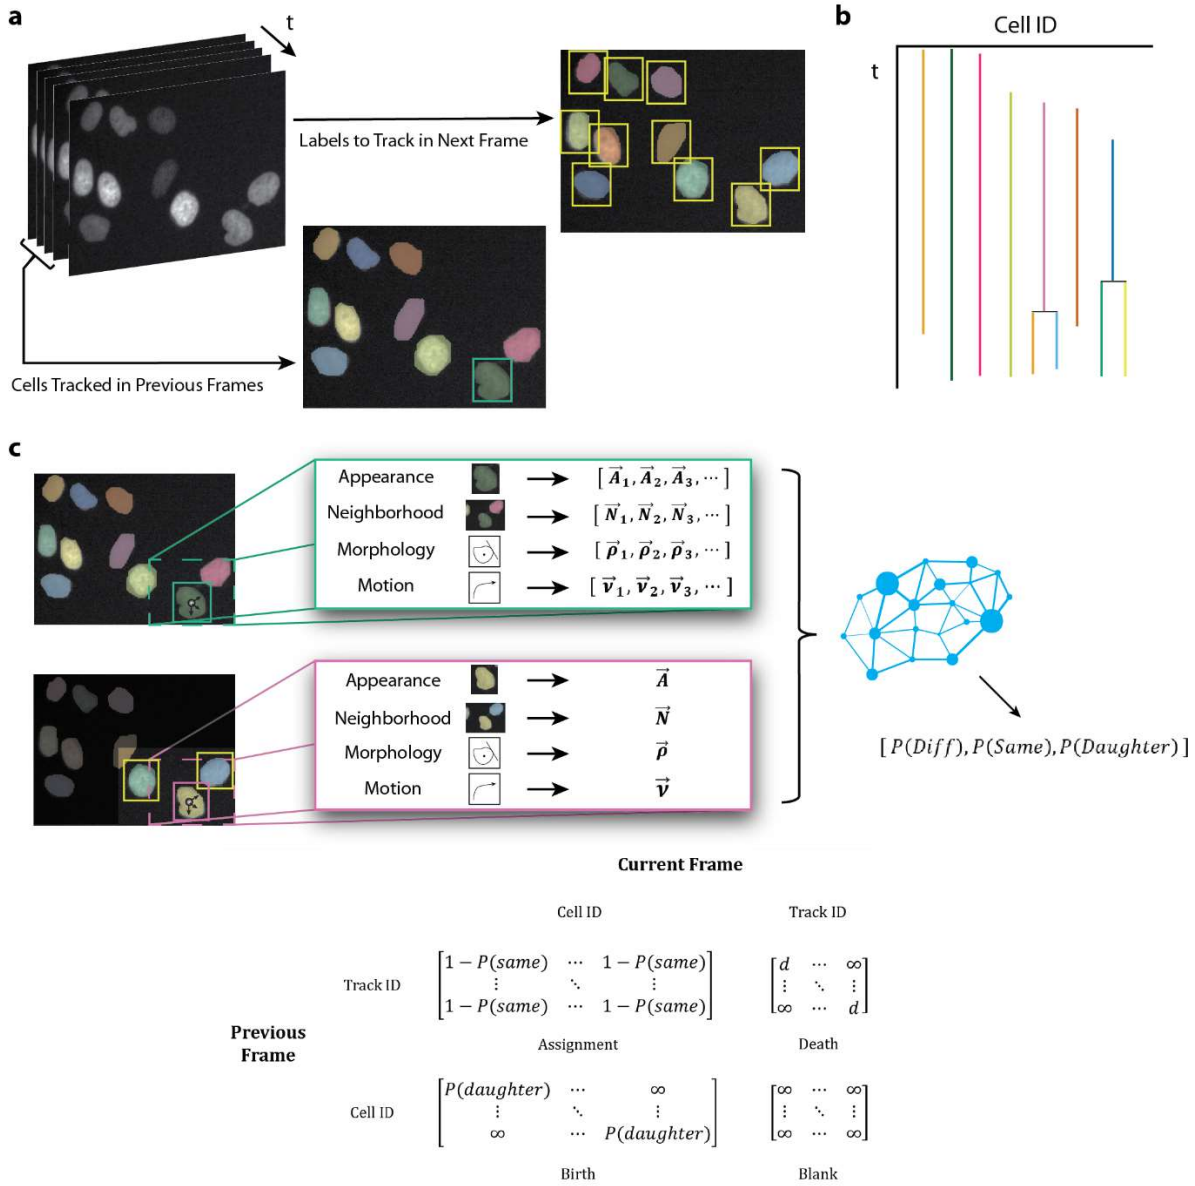 a
t
Labels to Track in Next Frame
Cells Tracked in Previous Frames
b
Cell ID
t
c
Appearance [ A⃗₁, A⃗₂, A⃗₃, ⋯ ]
Neighborhood [ N⃗₁, N⃗₂, N⃗₃, ⋯ ]
Morphology [ ρ⃗₁, ρ⃗₂, ρ⃗₃, ⋯ ]
Motion [ v⃗₁, v⃗₂, v⃗₃, ⋯ ]
Appearance A⃗
Neighborhood N⃗
Morphology ρ⃗
Motion v⃗
[ P(Diff), P(Same), P(Daughter) ]
Current Frame
Cell ID Track ID
Track ID
1 − P(same) ⋯ 1 − P(same) d ⋯ ∞
⋮ ⋱ ⋮ ⋮ ⋱ ⋮
1 − P(same) ⋯ 1 − P(same) ∞ ⋯ d
Previous
Frame
Assignment Death
Cell ID
P(daughter) ⋯ ∞ ∞ ⋯ ∞
⋮ ⋱ ⋮ ⋮ ⋱ ⋮
∞ ⋯ P(daughter) ∞ ⋯ ∞
Birth Blank